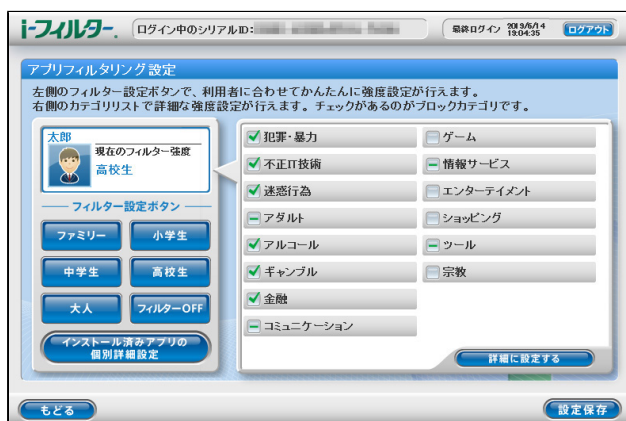 i-フィルター.
ログイン中のシリアルID:
最終ログイン 2013/6/14 19:04:35
ログアウト
アプリフィルタリング設定
左側のフィルター設定ボタンで、利用者に合わせてかんたんに強度設定が行えます。
右側のカテゴリリストで詳細な強度設定が行えます。チェックがあるのがブロックカテゴリです。
太郎
現在のフィルター強度
高校生
フィルター設定ボタン
ファミリー
小学生
中学生
高校生
大人
フィルターOFF
インストール済みアプリの
個別詳細設定
犯罪・暴力
不正IT技術
迷惑行為
アダルト
アルコール
ギャンブル
金融
コミュニケーション
ゲーム
情報サービス
エンターテイメント
ショッピング
ツール
宗教
詳細に設定する
もどる
設定保存